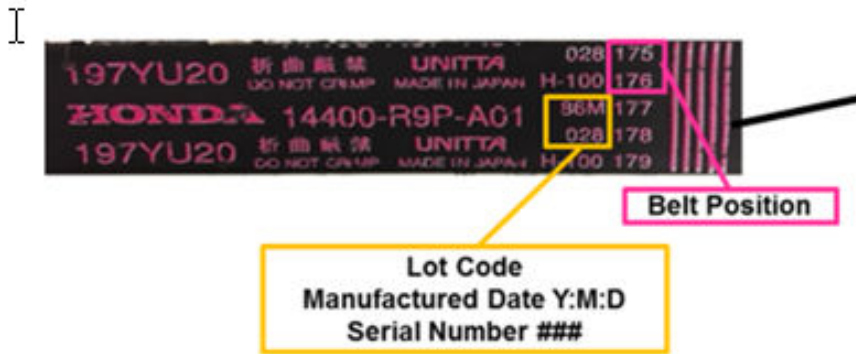 028 175
197YU20 折曲厳禁 UNITTA H-100 176
DO NOT CRIMP MADE IN JAPAN
HONDA 14400-R9P-A01 86M 177
028 178
197YU20 折曲厳禁 UNITTA H-100 179
DO NOT CRIMP MADE IN JAPAN
Belt Position
Lot Code
Manufactured Date Y:M:D
Serial Number ###